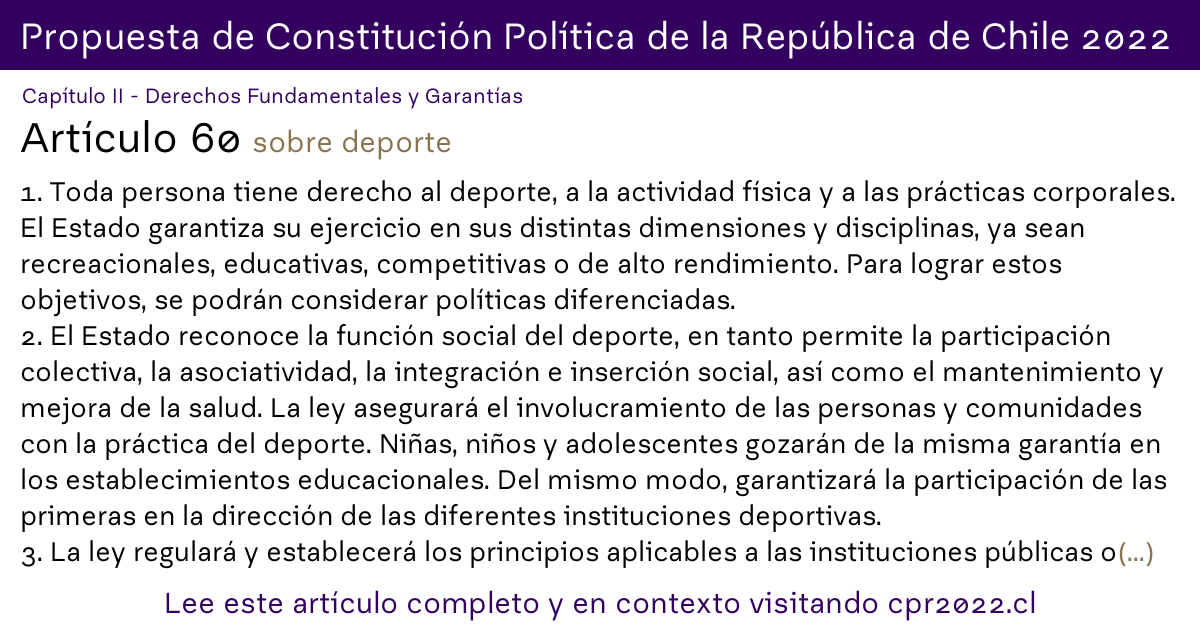 Propuesta de Constitución Política de la República de Chile 2022
Capítulo II - Derechos Fundamentales y Garantías
Artículo 60 sobre deporte
1. Toda persona tiene derecho al deporte, a la actividad física y a las prácticas corporales.
El Estado garantiza su ejercicio en sus distintas dimensiones y disciplinas, ya sean
recreacionales, educativas, competitivas o de alto rendimiento. Para lograr estos
objetivos, se podrán considerar políticas diferenciadas.
2. El Estado reconoce la función social del deporte, en tanto permite la participación
colectiva, la asociatividad, la integración e inserción social, así como el mantenimiento y
mejora de la salud. La ley asegurará el involucramiento de las personas y comunidades
con la práctica del deporte. Niñas, niños y adolescentes gozarán de la misma garantía en
los establecimientos educacionales. Del mismo modo, garantizará la participación de las
primeras en la dirección de las diferentes instituciones deportivas.
3. La ley regulará y establecerá los principios aplicables a las instituciones públicas o(...)
Lee este artículo completo y en contexto visitando cpr2022.cl